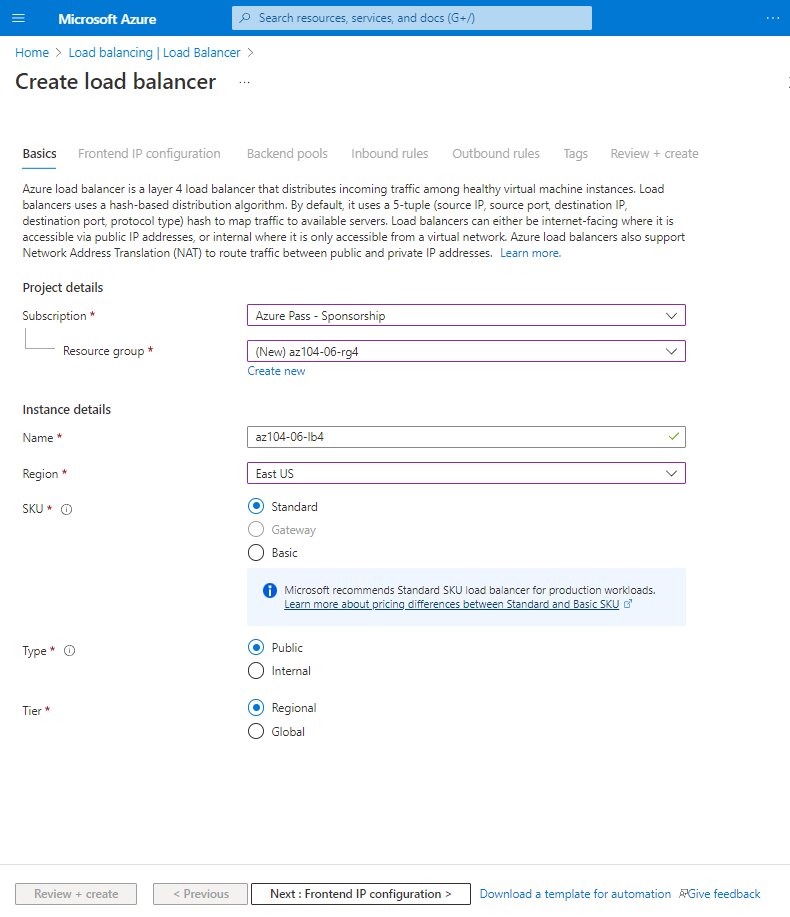 Microsoft Azure
Search resources, services, and docs (G+/)
...
Home > Load balancing | Load Balancer >
Create load balancer ...
Basics Frontend IP configuration Backend pools Inbound rules Outbound rules Tags Review + create
Azure load balancer is a layer 4 load balancer that distributes incoming traffic among healthy virtual machine instances. Load
balancers uses a hash-based distribution algorithm. By default, it uses a 5-tuple (source IP, source port, destination IP,
destination port, protocol type) hash to map traffic to available servers. Load balancers can either be internet-facing where it is
accessible via public IP addresses, or internal where it is only accessible from a virtual network. Azure load balancers also support
Network Address Translation (NAT) to route traffic between public and private IP addresses. Learn more.
Project details
Subscription * Azure Pass - Sponsorship
Resource group * (New) az104-06-rg4
Create new
Instance details
Name * az104-06-lb4
Region * East US
SKU * Standard
Gateway
Basic
Microsoft recommends Standard SKU load balancer for production workloads.
Learn more about pricing differences between Standard and Basic SKU
Type * Public
Internal
Tier * Regional
Global
Review + create < Previous Next : Frontend IP configuration > Download a template for automation Give feedback